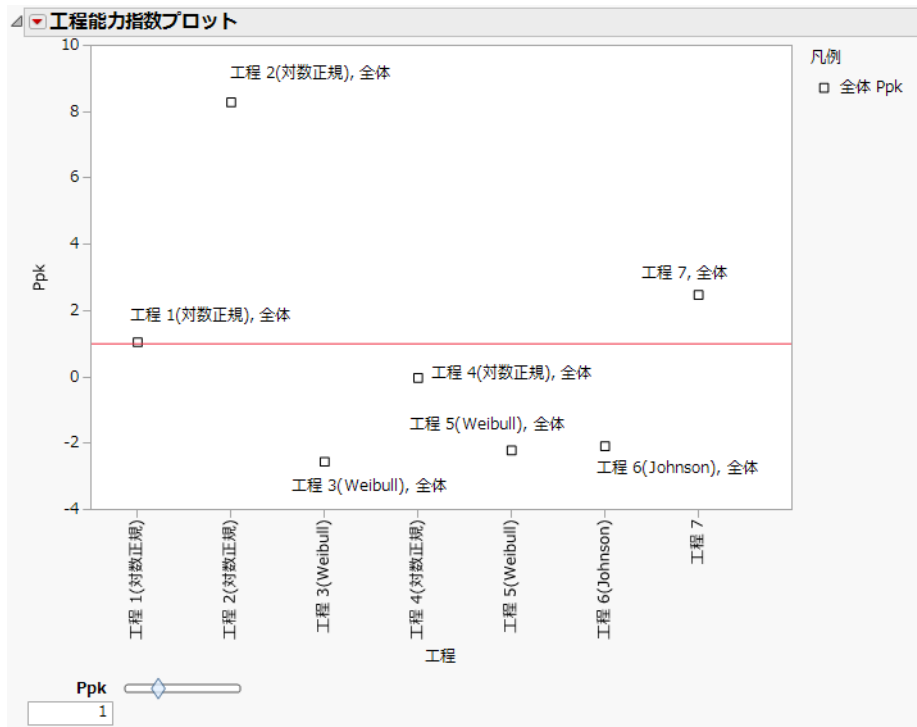 工程能力指数プロット
10
8
6
4
2
0
-2
-4
Ppk
工程 2(対数正規), 全体
工程 7, 全体
工程 1(対数正規), 全体
工程 4(対数正規), 全体
工程 5(Weibull), 全体
工程 6(Johnson), 全体
工程 3(Weibull), 全体
凡例
全体 Ppk
工程 1(対数正規)
工程 2(対数正規)
工程 3(Weibull)
工程 4(対数正規)
工程 5(Weibull)
工程 6(Johnson)
工程 7
工程
Ppk
1